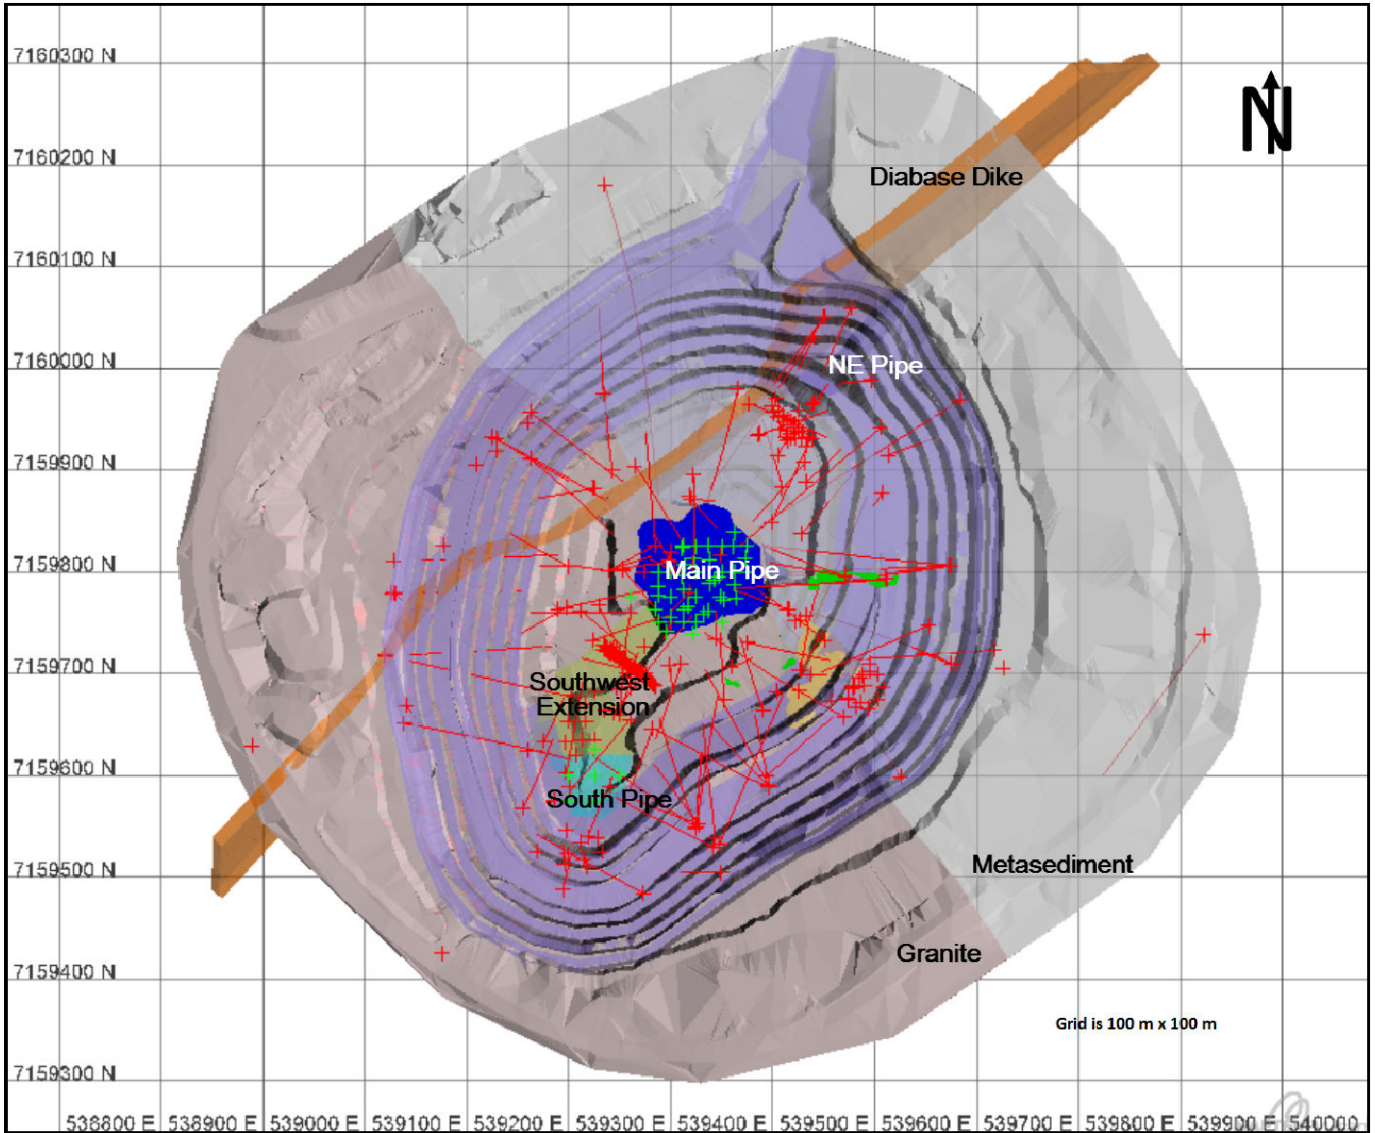 7160300 N
N
7160200 N
Diabase Dike
7160100 N
7160000 N
NE Pipe
7159900 N
7159800 N
Main Pipe
7159700 N
Southwest
Extension
7159600 N
South Pipe
Metasediment
7159500 N
Granite
7159400 N
Grid is 100 m x 100 m
7159300 N
538800 E 538900 E 539000 E 539100 E 539200 E 539300 E 539400 E 539500 E 539600 E 539700 E 539800 E 539900 E 540000